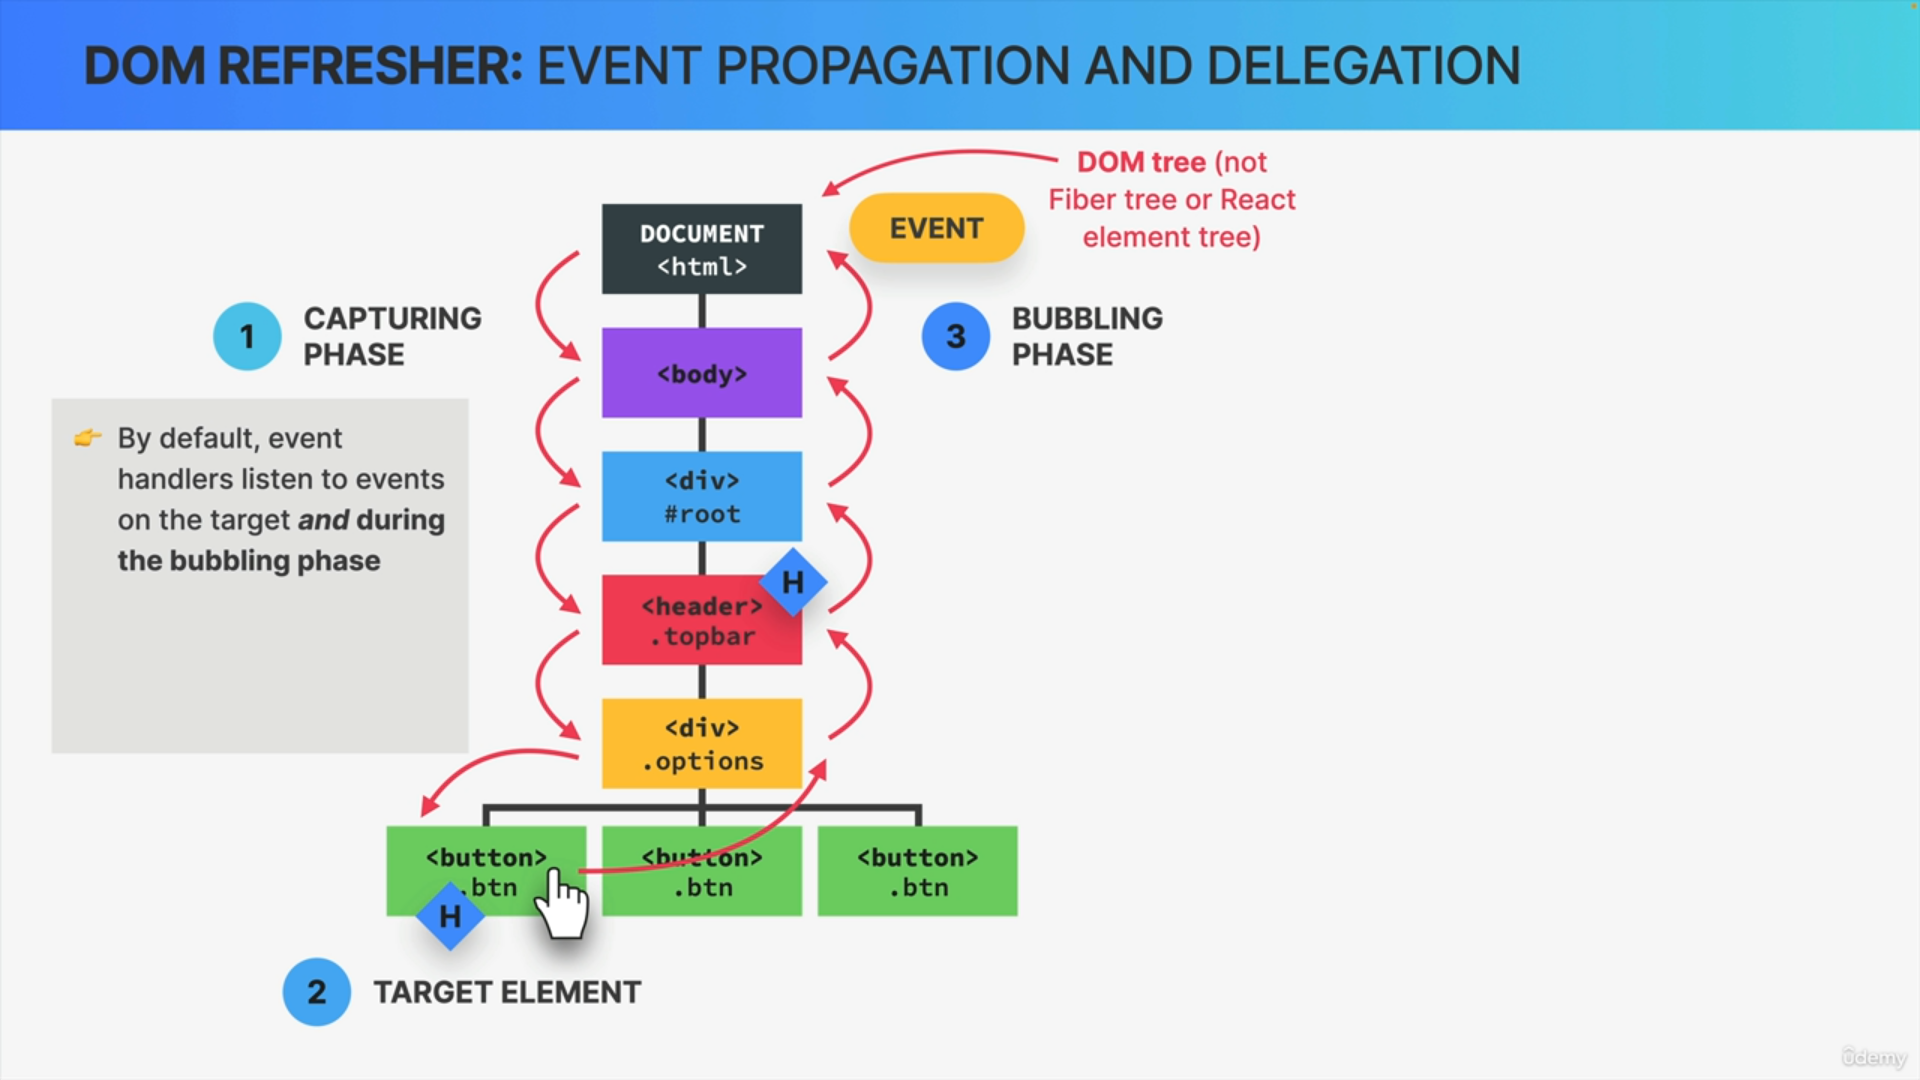 DOM REFRESHER: EVENT PROPAGATION AND DELEGATION
DOM tree (not
Fiber tree or React
element tree)
EVENT
DOCUMENT
<html>
1
CAPTURING
PHASE
3
BUBBLING
PHASE
<body>
👉 By default, event
handlers listen to events
on the target and during
the bubbling phase
<div>
#root
H
<header>
.topbar
<div>
.options
<button>
.btn
H
<button>
.btn
<button>
.btn
2
TARGET ELEMENT
ûdemy